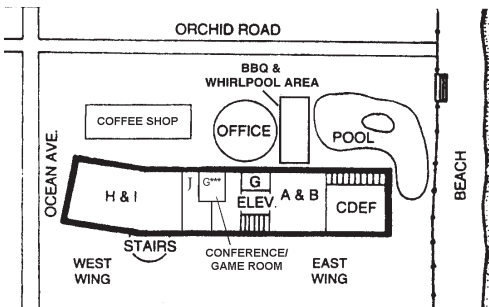 ORCHID ROAD
BBQ &
WHIRLPOOL AREA
COFFEE SHOP
OFFICE
POOL
OCEAN AVE.
BEACH
H & I
J
G***
G
ELEV.
A & B
CDEF
STAIRS
CONFERENCE/
GAME ROOM
WEST
WING
EAST
WING